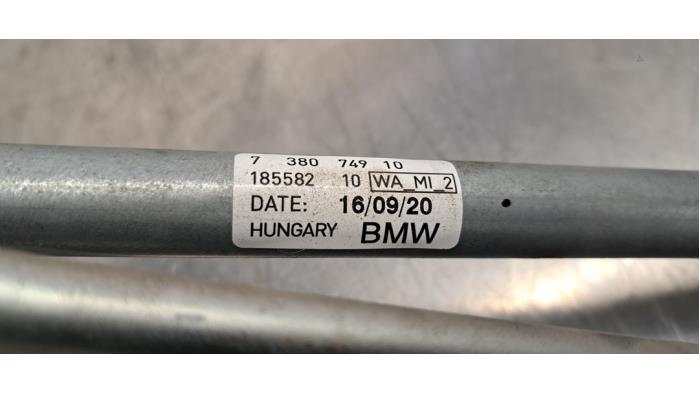 7 380 749 10
185582 10 WA_MI_2
DATE: 16/09/20
HUNGARY BMW